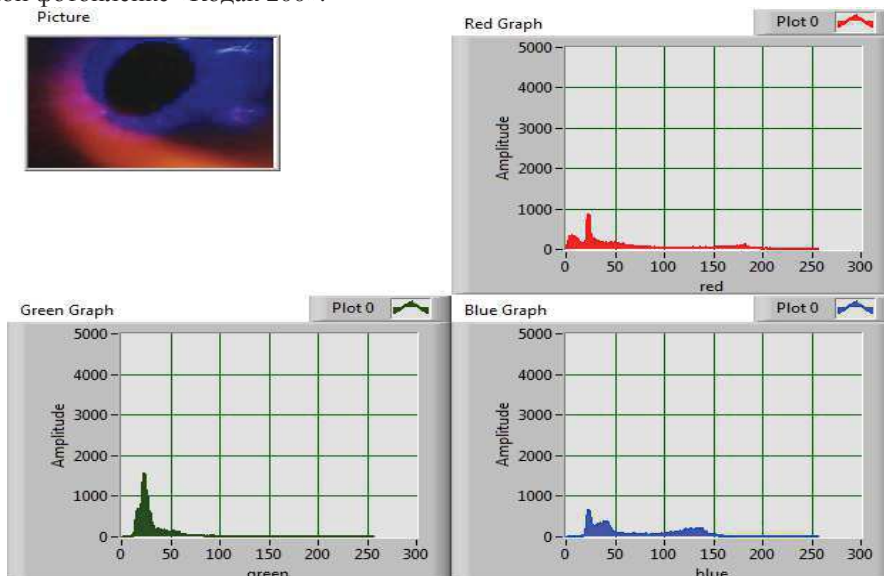 фотопленке "Кодак 200".
Picture
Red Graph
Plot 0
5000
4000
3000
2000
1000
0
Amplitude
0 50 100 150 200 250 300
red
Green Graph
Plot 0
5000
4000
3000
2000
1000
0
Amplitude
0 50 100 150 200 250 300
green
Blue Graph
Plot 0
5000
4000
3000
2000
1000
0
Amplitude
0 50 100 150 200 250 300
blue